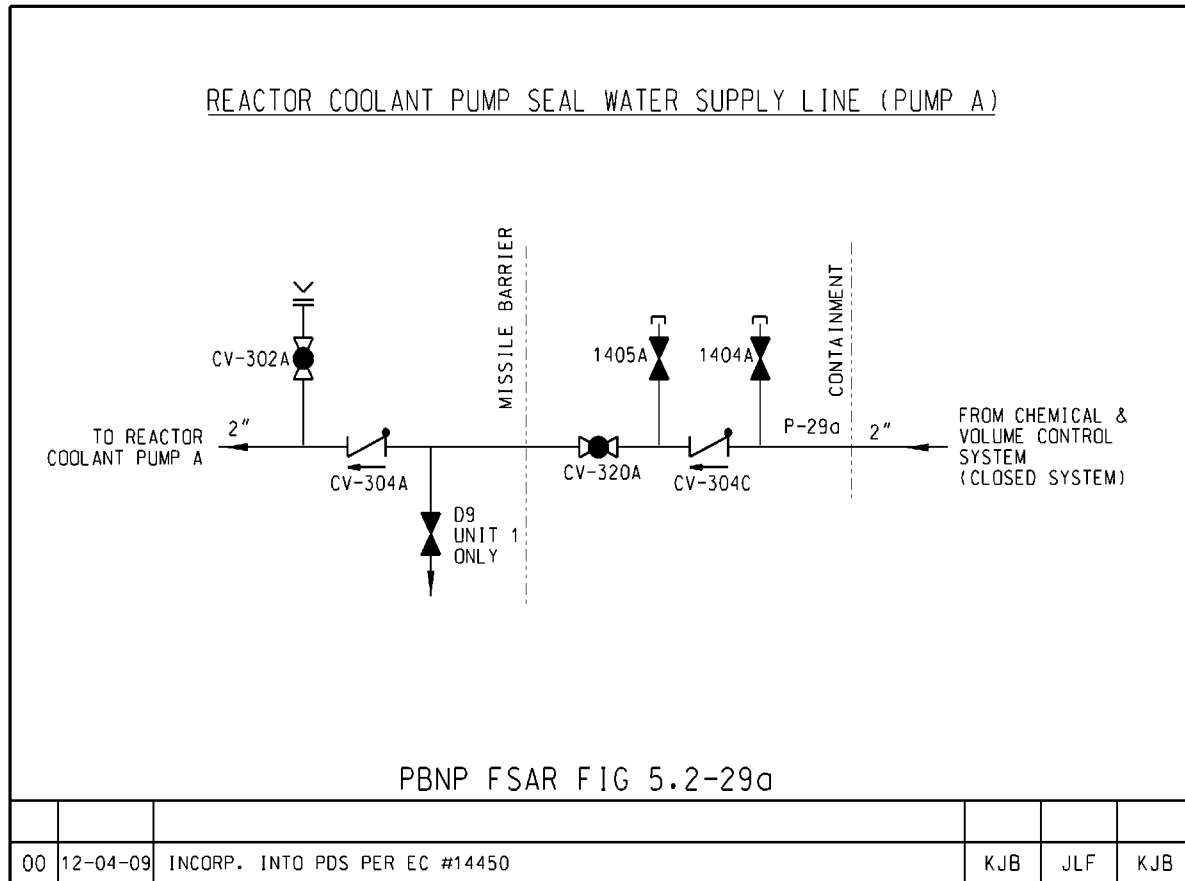 REACTOR COOLANT PUMP SEAL WATER SUPPLY LINE (PUMP A)
MISSILE BARRIER
CONTAINMENT
CV-302A
1405A
1404A
TO REACTOR
COOLANT PUMP A
2"
CV-304A
D9
UNIT 1
ONLY
CV-320A
CV-304C
P-29a
2"
FROM CHEMICAL &
VOLUME CONTROL
SYSTEM
(CLOSED SYSTEM)
PBNP FSAR FIG 5.2-29a
00 12-04-09 INCORP. INTO PDS PER EC #14450 KJB JLF KJB